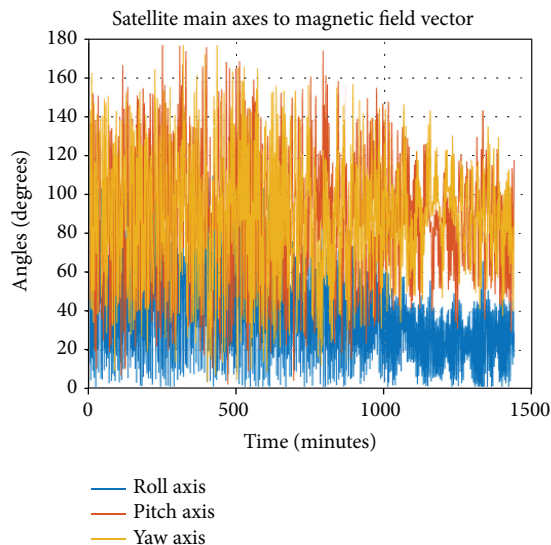 Satellite main axes to magnetic field vector
180
160
140
120
100
80
60
40
20
0
Angles (degrees)
0
500
1000
1500
Time (minutes)
Roll axis
Pitch axis
Yaw axis